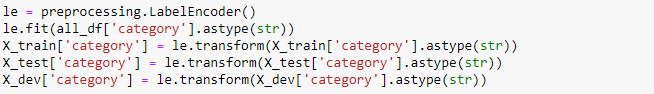 le = preprocessing.LabelEncoder()
le.fit(all_df['category'].astype(str))
X_train['category'] = le.transform(X_train['category'].astype(str))
X_test['category'] = le.transform(X_test['category'].astype(str))
X_dev['category'] = le.transform(X_dev['category'].astype(str))